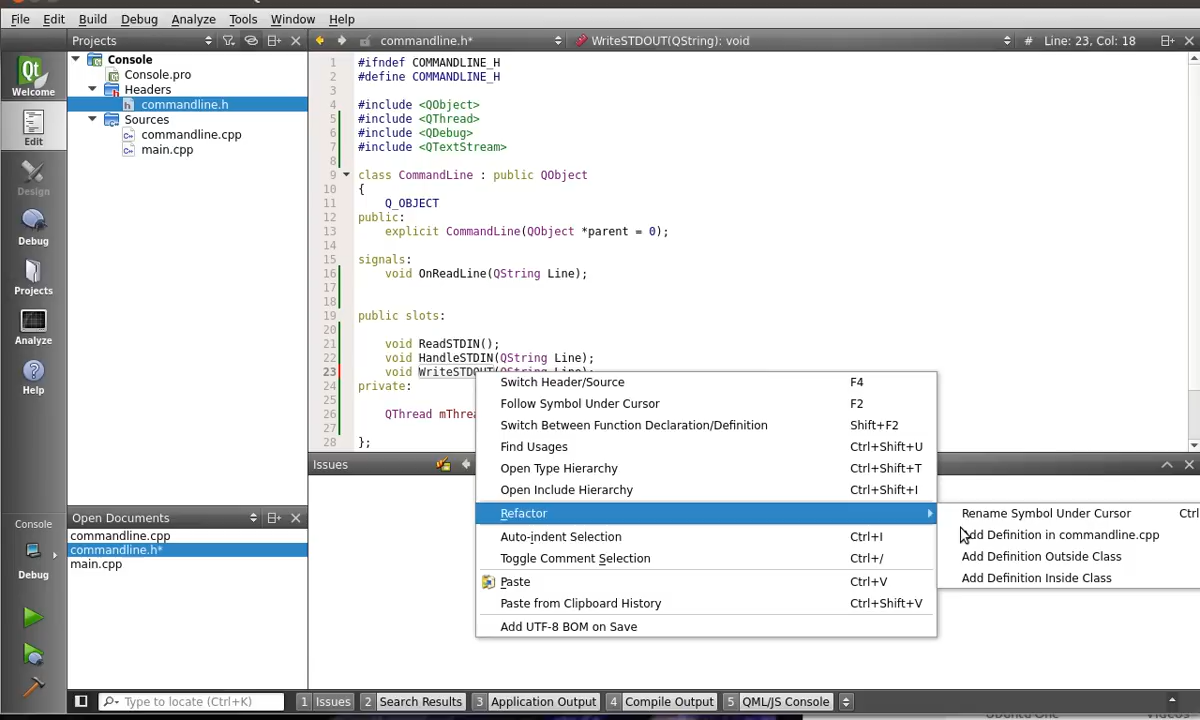 File Edit Build Debug Analyze Tools Window Help
Projects
commandline.h*
WriteSTDOUT(QString): void
# Line: 23, Col: 18
Welcome
Edit
Design
Debug
Projects
Analyze
Help
Console
Debug
Console
Console.pro
Headers
commandline.h
Sources
commandline.cpp
main.cpp
Open Documents
commandline.cpp
commandline.h*
main.cpp
1 #ifndef COMMANDLINE_H
2 #define COMMANDLINE_H
3
4 #include <QObject>
5 #include <QThread>
6 #include <QDebug>
7 #include <QTextStream>
8
9 class CommandLine : public QObject
10 {
11 Q_OBJECT
12 public:
13 explicit CommandLine(QObject *parent = 0);
14
15 signals:
16 void OnReadLine(QString Line);
17
18
19 public slots:
20
21 void ReadSTDIN();
22 void HandleSTDIN(QString Line);
23 void WriteSTDOUT(QString Line);
24 private:
25
26 QThread mThrea
27
28 };
Issues
Switch Header/Source F4
Follow Symbol Under Cursor F2
Switch Between Function Declaration/Definition Shift+F2
Find Usages Ctrl+Shift+U
Open Type Hierarchy Ctrl+Shift+T
Open Include Hierarchy Ctrl+Shift+I
Refactor
Auto-indent Selection Ctrl+I
Toggle Comment Selection Ctrl+/
Paste Ctrl+V
Paste from Clipboard History Ctrl+Shift+V
Add UTF-8 BOM on Save
Rename Symbol Under Cursor Ctrl
Add Definition in commandline.cpp
Add Definition Outside Class
Add Definition Inside Class
Type to locate (Ctrl+K)
1 Issues 2 Search Results 3 Application Output 4 Compile Output 5 QML/JS Console